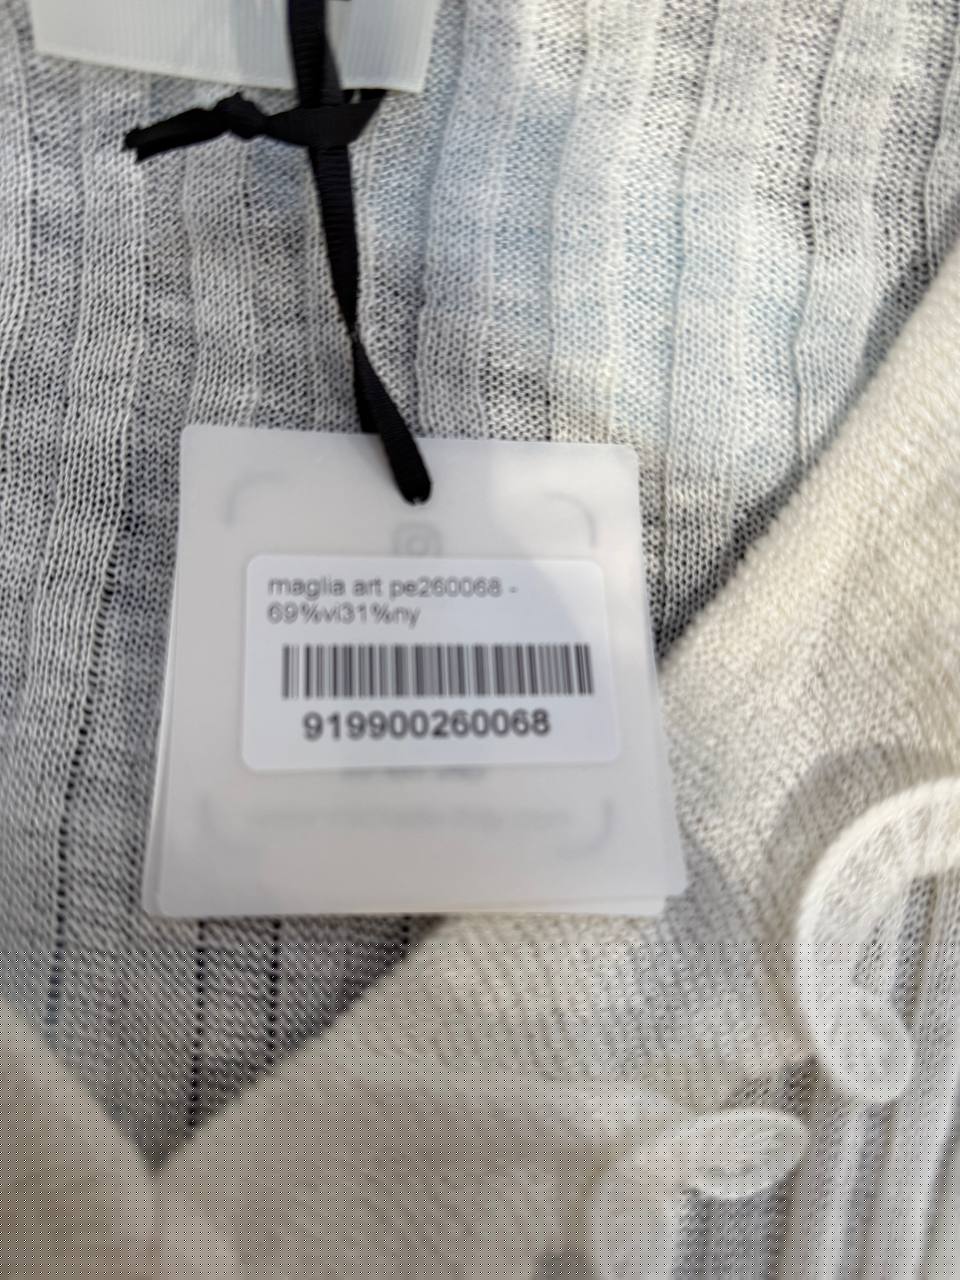 maglia art pe260068 -
69%vi31%ny
919900260068